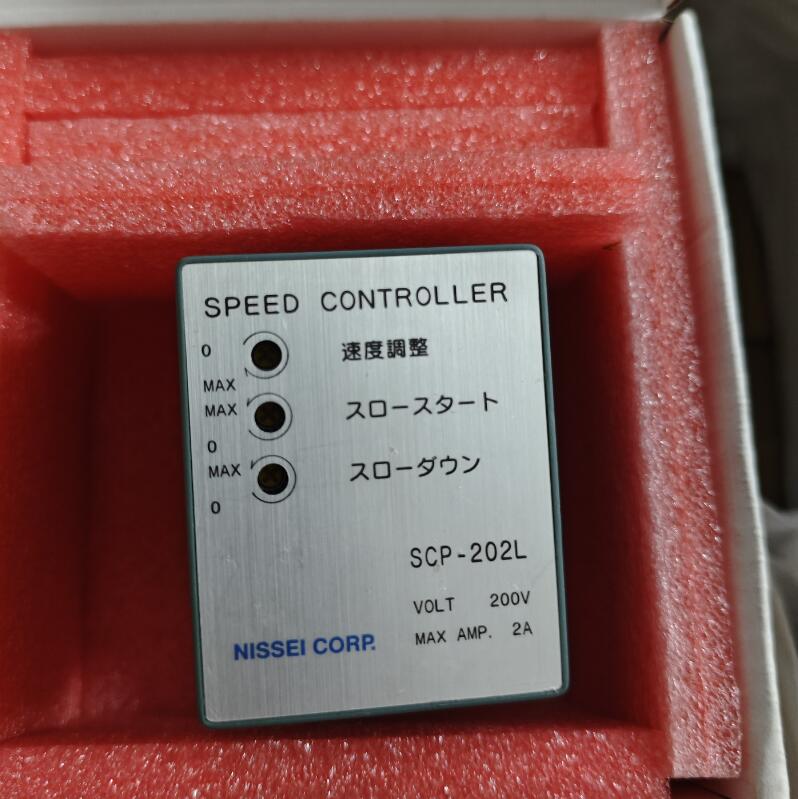 SPEED CONTROLLER
0
速度調整
MAX
MAX
スロースタート
0
MAX
スローダウン
0
SCP-202L
VOLT 200V
MAX AMP. 2A
NISSEI CORP.